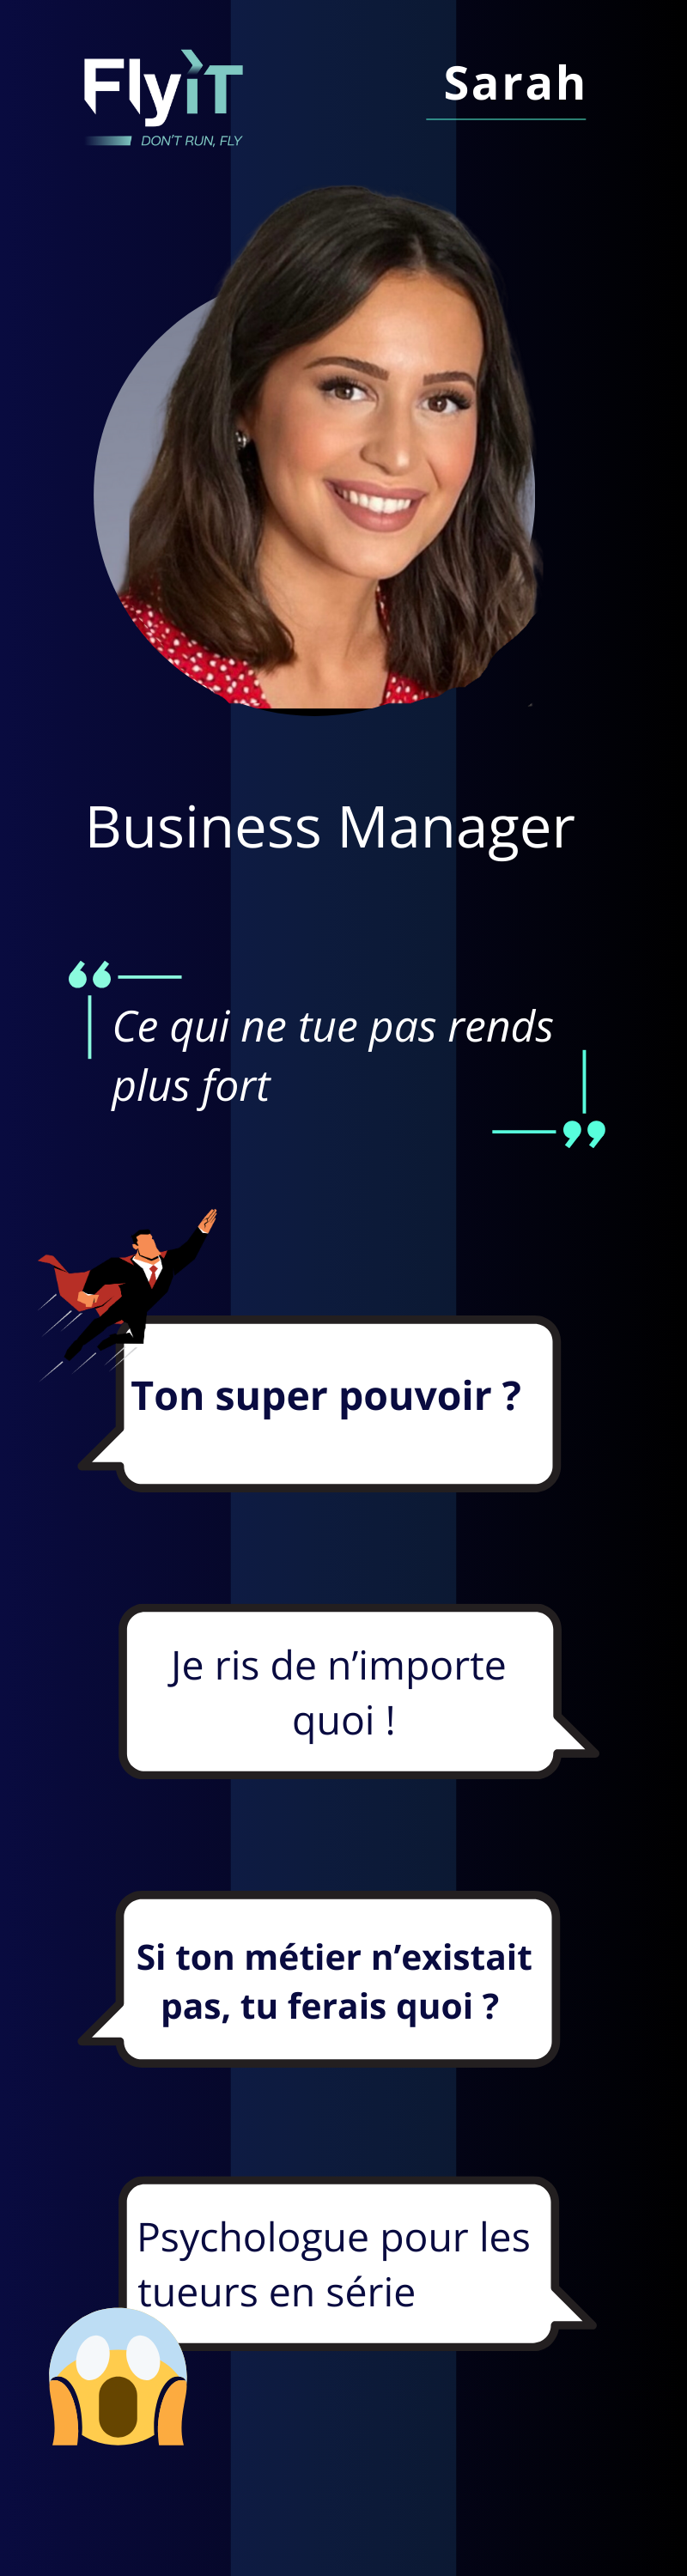 FlyiT
DON'T RUN, FLY
Sarah
Business Manager
“
Ce qui ne tue pas rends
plus fort
”
Ton super pouvoir ?
Je ris de n’importe
quoi !
Si ton métier n’existait
pas, tu ferais quoi ?
Psychologue pour les
tueurs en série